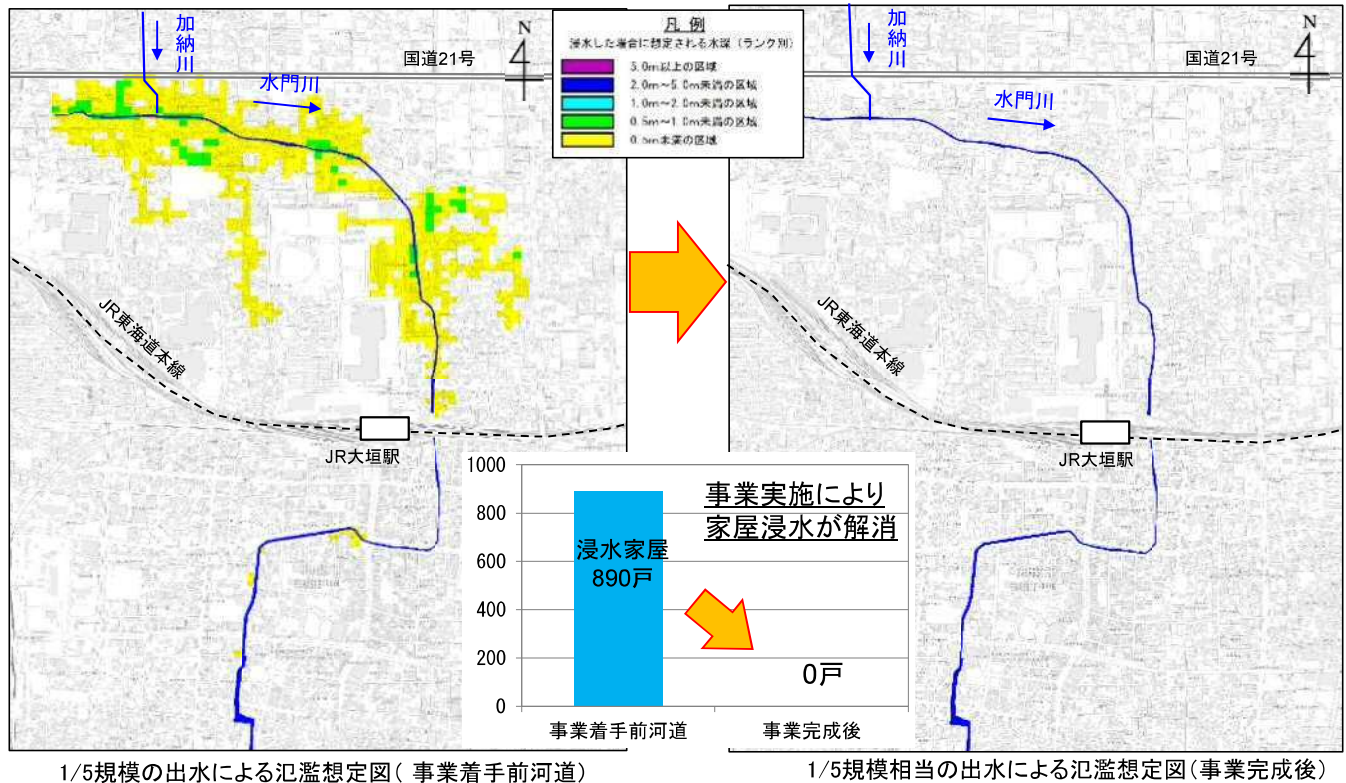 加納川
国道21号
N
水門川
JR東海道本線
JR大垣駅
1/5規模の出水による氾濫想定図( 事業着手前河道)
凡 例
浸水した場合に想定される水深（ランク別）
5.0m以上の区域
2.0m～5.0m未満の区域
1.0m～2.0m未満の区域
0.5m～1.0m未満の区域
0.5m未満の区域
1000
800
600
400
200
0
浸水家屋
890戸
事業実施により
家屋浸水が解消
0戸
事業着手前河道
事業完成後
加納川
国道21号
N
水門川
JR東海道本線
JR大垣駅
1/5規模相当の出水による氾濫想定図(事業完成後)